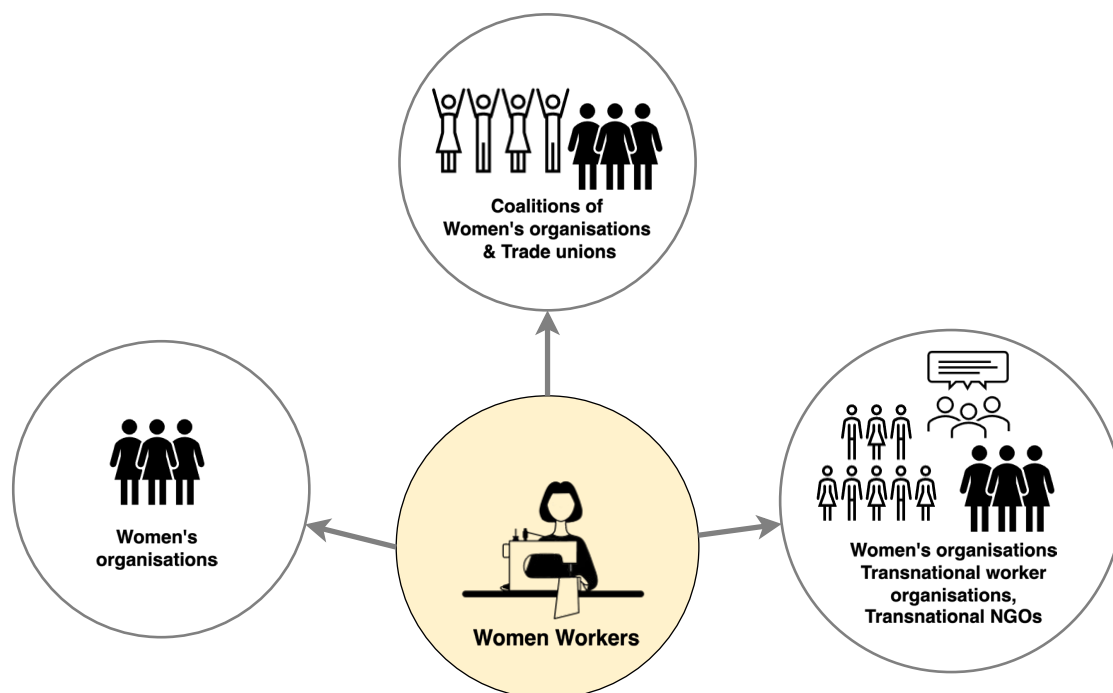 Coalitions of
Women's organisations
& Trade unions
Women's
organisations
Women Workers
Women's organisations
Transnational worker
organisations,
Transnational NGOs